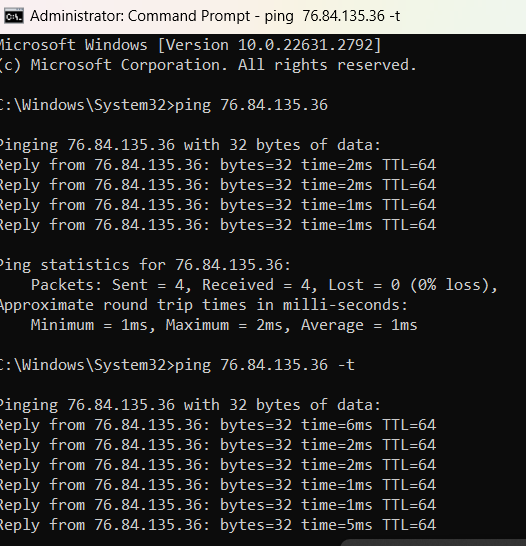 Administrator: Command Prompt - ping  76.84.135.36 -t
Microsoft Windows [Version 10.0.22631.2792]
(c) Microsoft Corporation. All rights reserved.
C:\Windows\System32>ping 76.84.135.36
Pinging 76.84.135.36 with 32 bytes of data:
Reply from 76.84.135.36: bytes=32 time=2ms TTL=64
Reply from 76.84.135.36: bytes=32 time=2ms TTL=64
Reply from 76.84.135.36: bytes=32 time=1ms TTL=64
Reply from 76.84.135.36: bytes=32 time=1ms TTL=64
Ping statistics for 76.84.135.36:
    Packets: Sent = 4, Received = 4, Lost = 0 (0% loss),
Approximate round trip times in milli-seconds:
    Minimum = 1ms, Maximum = 2ms, Average = 1ms
C:\Windows\System32>ping 76.84.135.36 -t
Pinging 76.84.135.36 with 32 bytes of data:
Reply from 76.84.135.36: bytes=32 time=6ms TTL=64
Reply from 76.84.135.36: bytes=32 time=2ms TTL=64
Reply from 76.84.135.36: bytes=32 time=2ms TTL=64
Reply from 76.84.135.36: bytes=32 time=1ms TTL=64
Reply from 76.84.135.36: bytes=32 time=1ms TTL=64
Reply from 76.84.135.36: bytes=32 time=5ms TTL=64